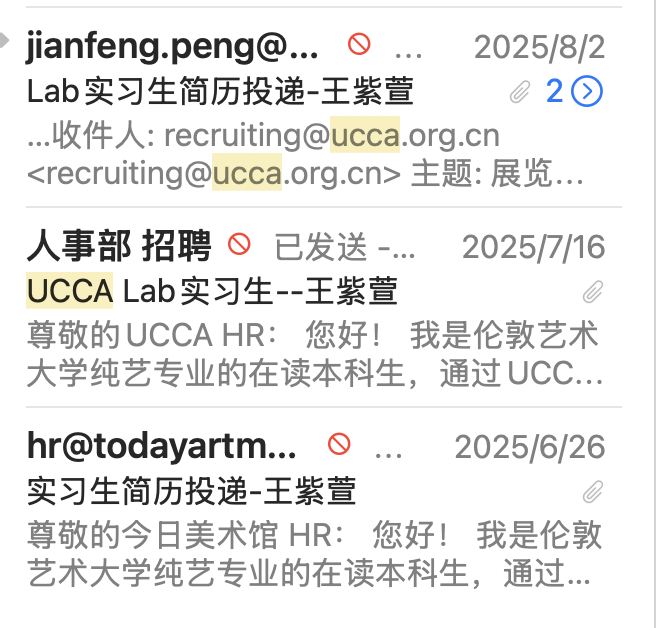 jianfeng.peng@... ... 2025/8/2
Lab实习生简历投递-王紫萱 2
...收件人: recruiting@ucca.org.cn
<recruiting@ucca.org.cn> 主题: 展览...
人事部 招聘 已发送 -... 2025/7/16
UCCA Lab实习生--王紫萱
尊敬的UCCA HR： 您好！ 我是伦敦艺术
大学纯艺专业的在读本科生，通过UCC...
hr@todayartm... ... 2025/6/26
实习生简历投递-王紫萱
尊敬的今日美术馆 HR： 您好！ 我是伦敦
艺术大学纯艺专业的在读本科生，通过...